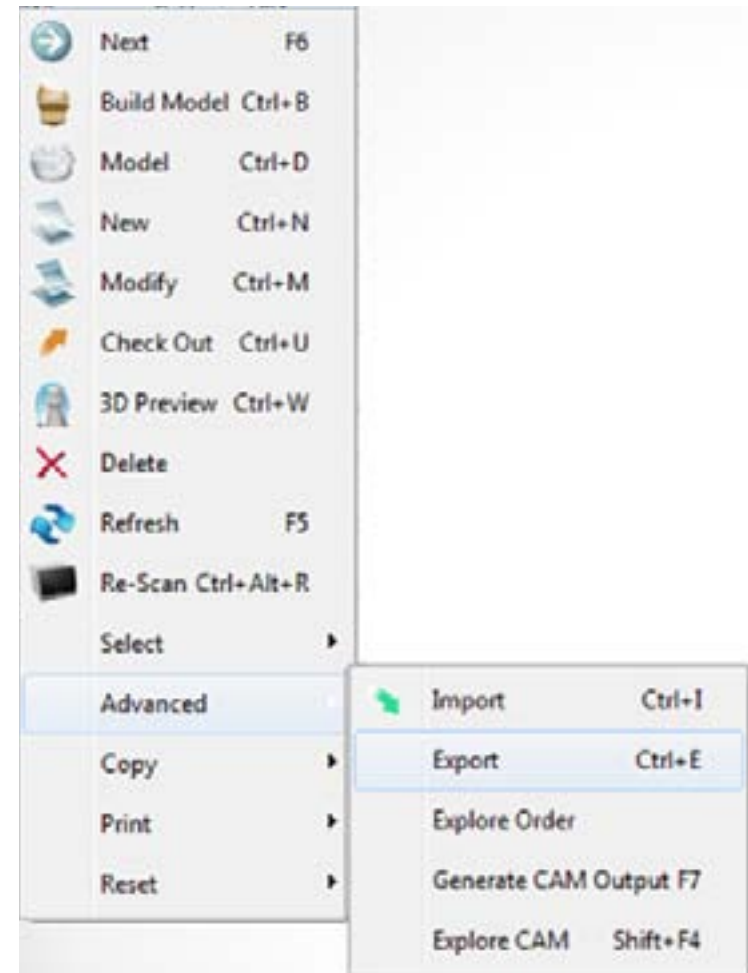 Next F6
Build Model Ctrl+B
Model Ctrl+D
New Ctrl+N
Modify Ctrl+M
Check Out Ctrl+U
3D Preview Ctrl+W
Delete
Refresh F5
Re-Scan Ctrl+Alt+R
Select
Advanced
Copy
Print
Reset
Import Ctrl+I
Export Ctrl+E
Explore Order
Generate CAM Output F7
Explore CAM Shift+F4